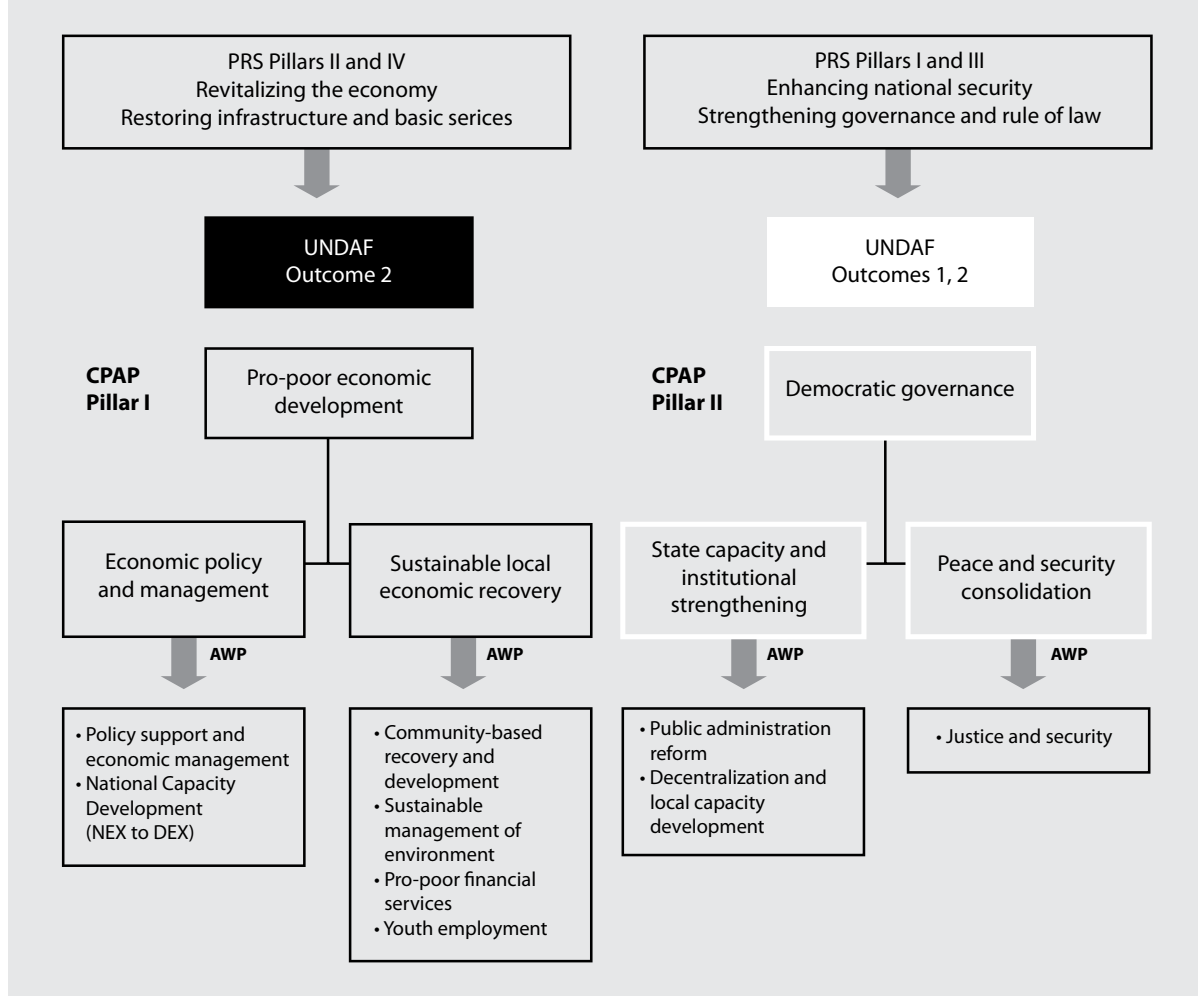 PRS Pillars II and IV
Revitalizing the economy
Restoring infrastructure and basic serices
PRS Pillars I and III
Enhancing national security
Strengthening governance and rule of law
UNDAF
Outcome 2
UNDAF
Outcomes 1, 2
CPAP
Pillar I
Pro-poor economic
development
CPAP
Pillar II
Democratic governance
Economic policy
and management
Sustainable local
economic recovery
State capacity and
institutional
strengthening
Peace and security
consolidation
AWP
AWP
AWP
AWP
• Policy support and
economic management
• National Capacity
Development
(NEX to DEX)
• Community-based
recovery and
development
• Sustainable
management of
environment
• Pro-poor financial
services
• Youth employment
• Public administration
reform
• Decentralization and
local capacity
development
• Justice and security